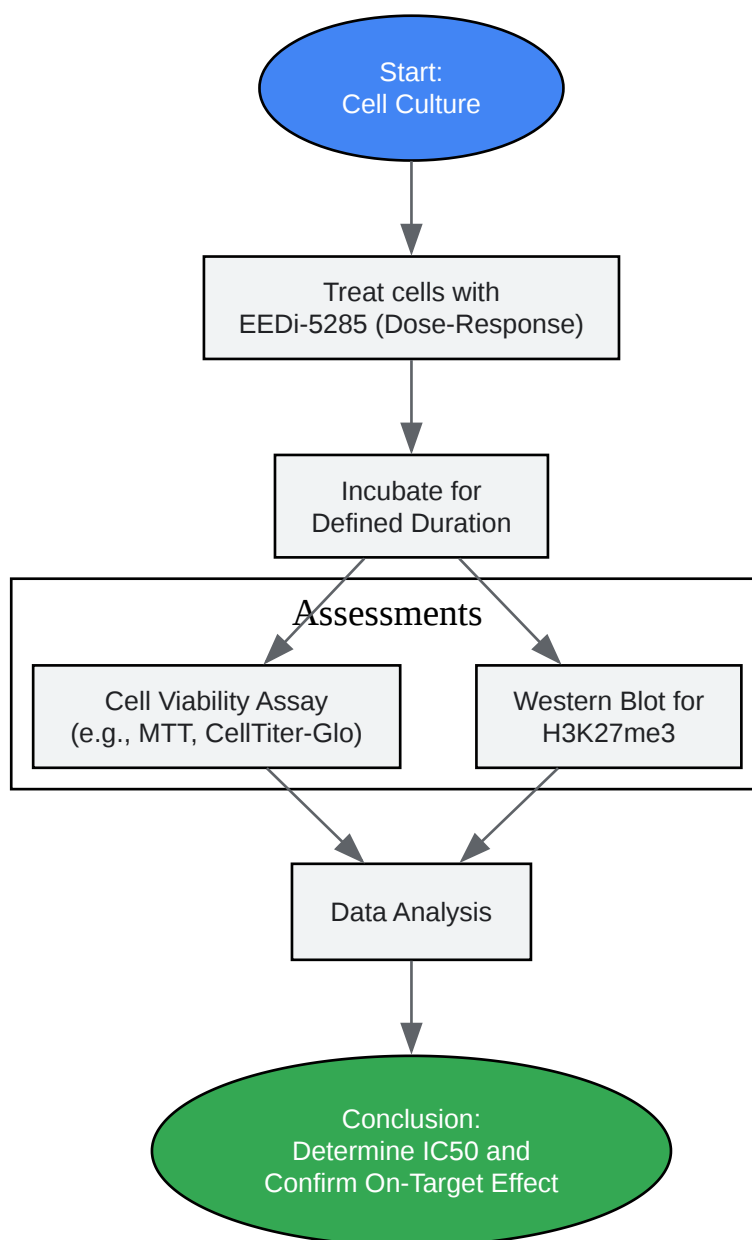 Start:
Cell Culture
Treat cells with
EEDi-5285 (Dose-Response)
Incubate for
Defined Duration
Assessments
Cell Viability Assay
(e.g., MTT, CellTiter-Glo)
Western Blot for
H3K27me3
Data Analysis
Conclusion:
Determine IC50 and
Confirm On-Target Effect